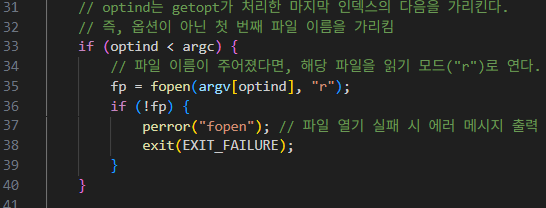 31 // optind는 getopt가 처리한 마지막 인덱스의 다음을 가리킨다.
32 // 즉, 옵션이 아닌 첫 번째 파일 이름을 가리킴
33 if (optind < argc) {
34 // 파일 이름이 주어졌다면, 해당 파일을 읽기 모드("r")로 연다.
35 fp = fopen(argv[optind], "r");
36 if (!fp) {
37 perror("fopen"); // 파일 열기 실패 시 에러 메시지 출력
38 exit(EXIT_FAILURE);
39 }
40 }
41